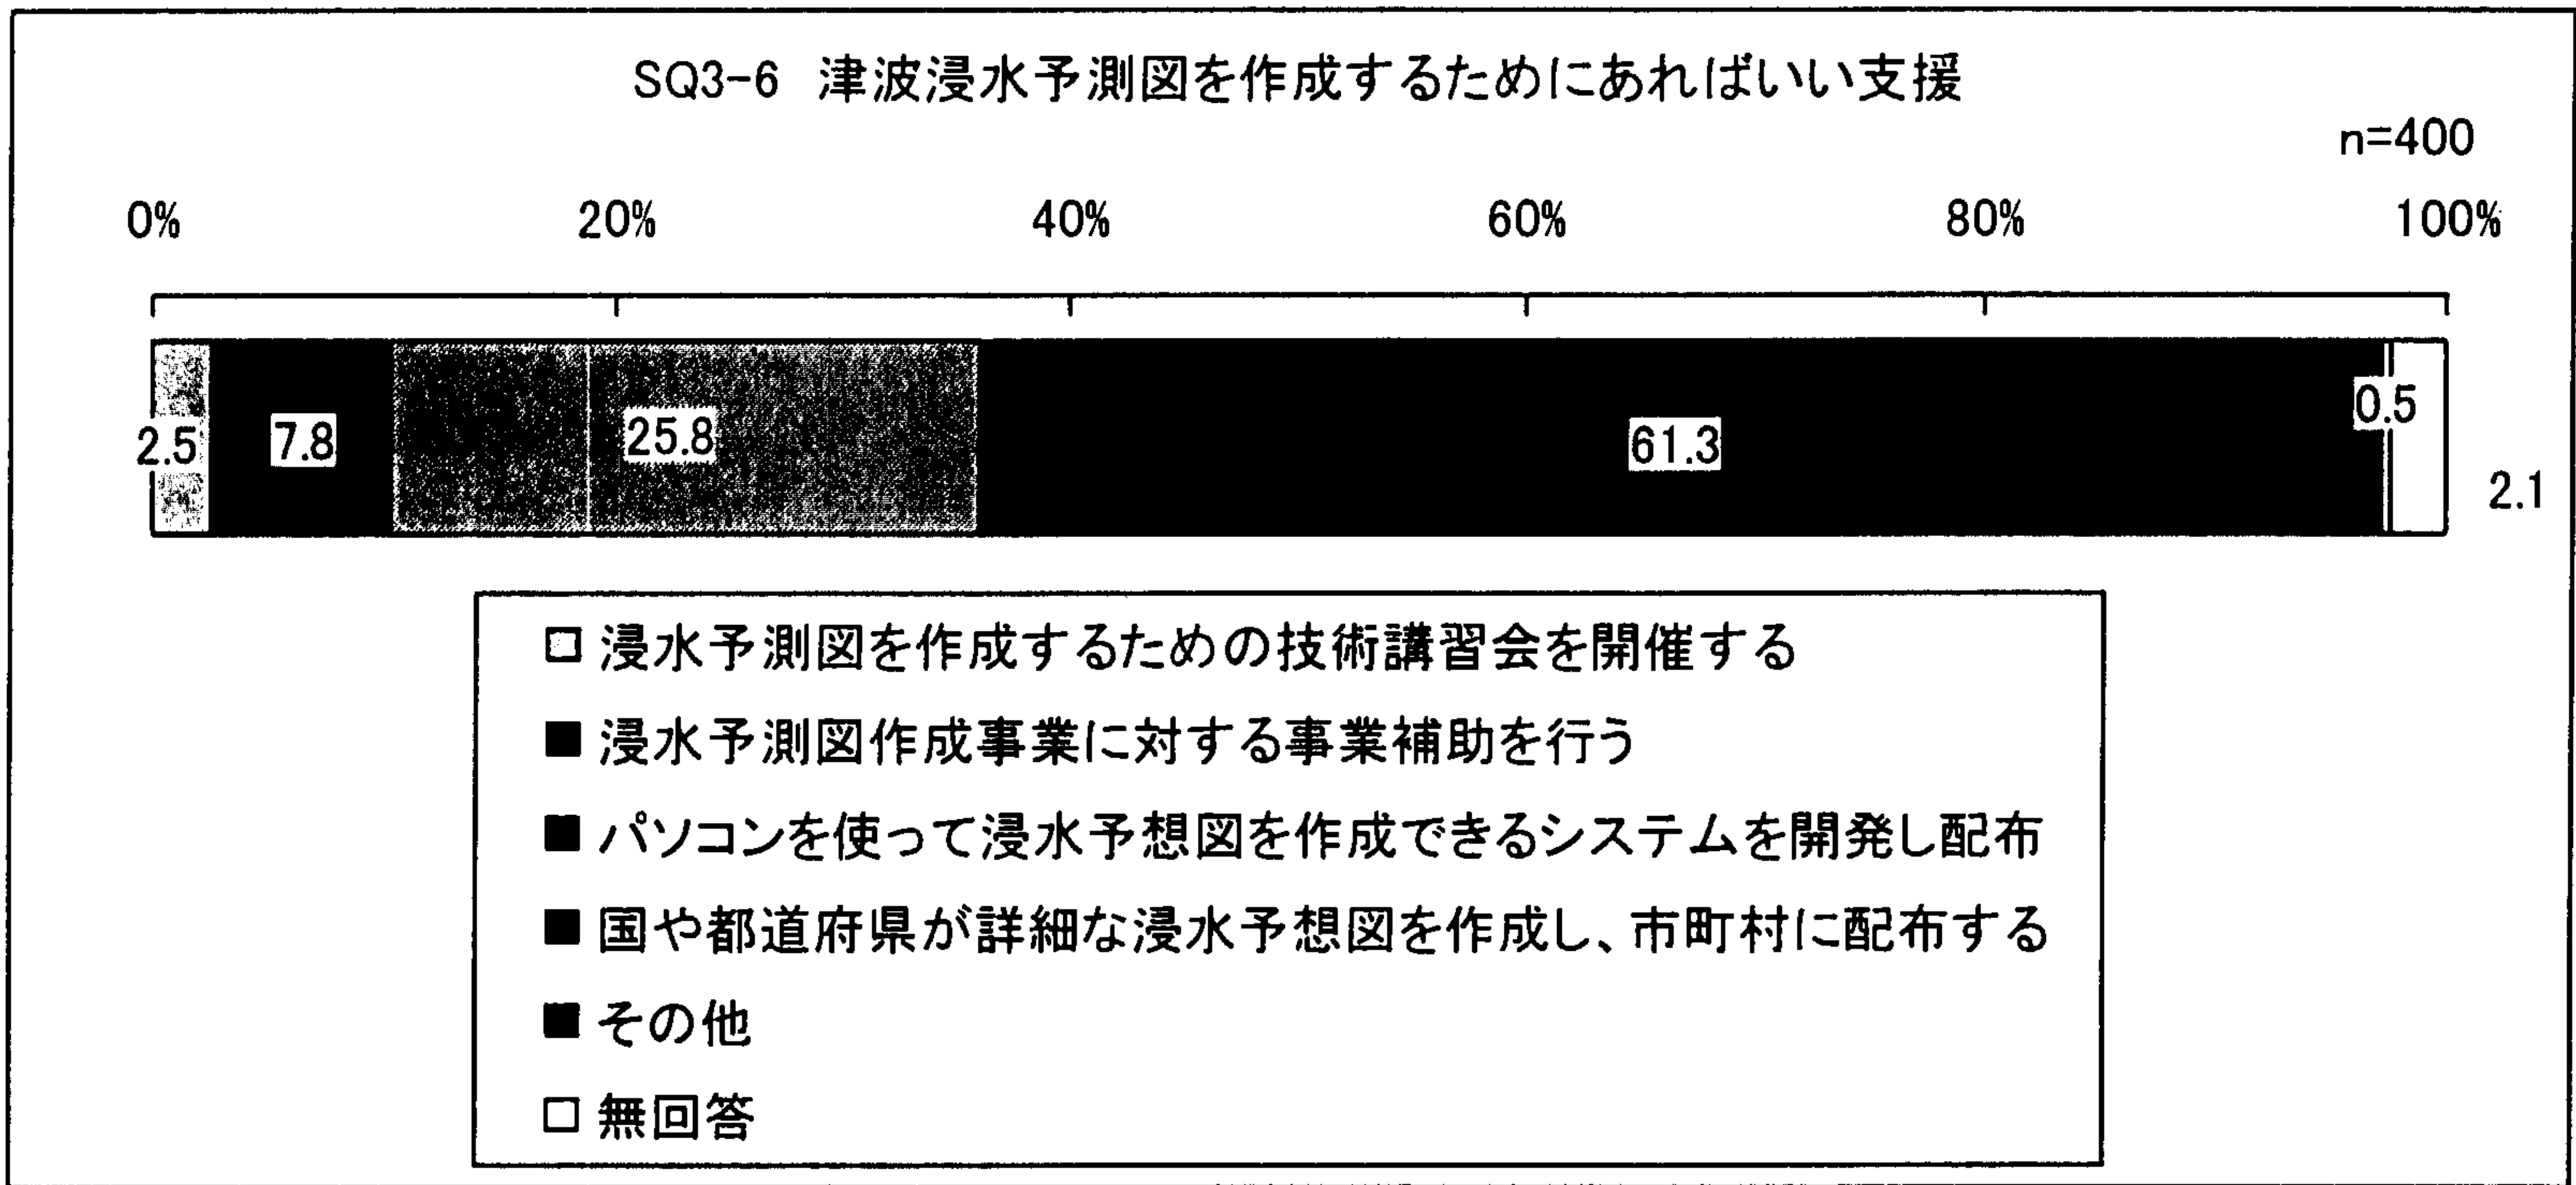 SQ3-6 津波浸水予測図を作成するためにあればいい支援
n=400
0% 20% 40% 60% 80% 100%
2.5 7.8 25.8 61.3 0.5 2.1
浸水予測図を作成するための技術講習会を開催する
浸水予測図作成事業に対する事業補助を行う
パソコンを使って浸水予想図を作成できるシステムを開発し配布
国や都道府県が詳細な浸水予想図を作成し、市町村に配布する
その他
無回答